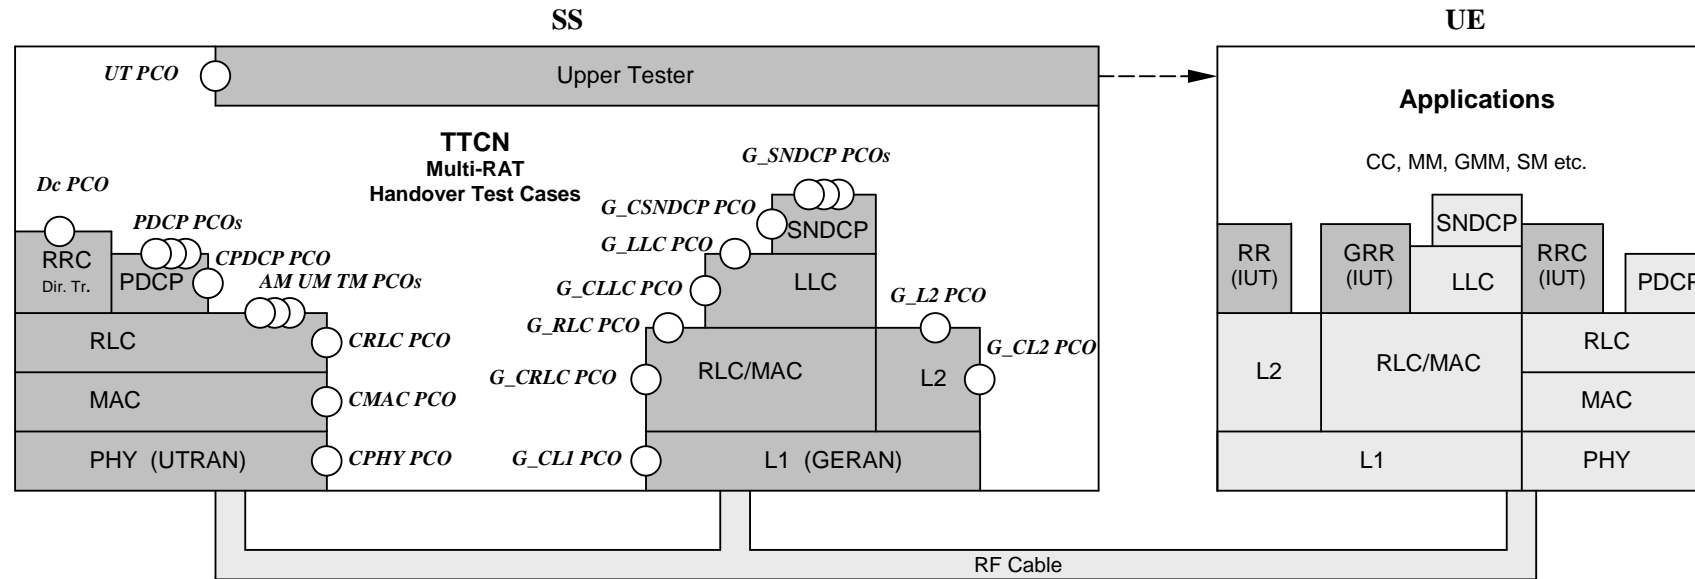 SS
UE
UT PCO
Upper Tester
Applications
TTCN
Multi-RAT
Handover Test Cases
G_SNDCP PCOs
CC, MM, GMM, SM etc.
Dc PCO
PDCP PCOs
G_CSNDCP PCO
SNDCP
SNDCP
RRC
Dir. Tr.
PDCP
CPDCP PCO
AM UM TM PCOs
G_LLC PCO
G_CLLC PCO
LLC
RR
(IUT)
GRR
(IUT)
LLC
RRC
(IUT)
PDCP
G_RLC PCO
G_L2 PCO
RLC
CRLC PCO
G_CL2 PCO
RLC
G_CRLC PCO
RLC/MAC
L2
L2
RLC/MAC
MAC
CMAC PCO
MAC
PHY (UTRAN)
CPHY PCO
G_CL1 PCO
L1 (GERAN)
L1
PHY
RF Cable